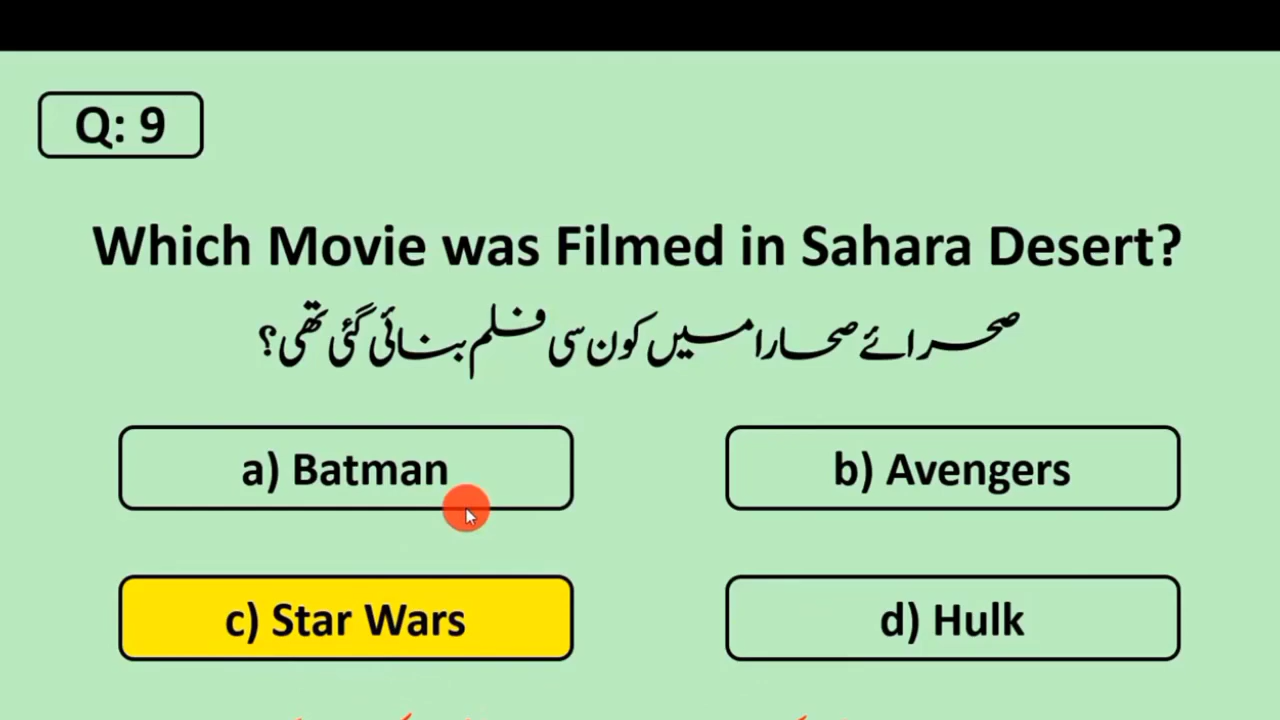 Q: 9
Which Movie was Filmed in Sahara Desert?
صحرائے صحارا میں کون سی فلم بنائی گئی تھی؟
a) Batman
b) Avengers
c) Star Wars
d) Hulk